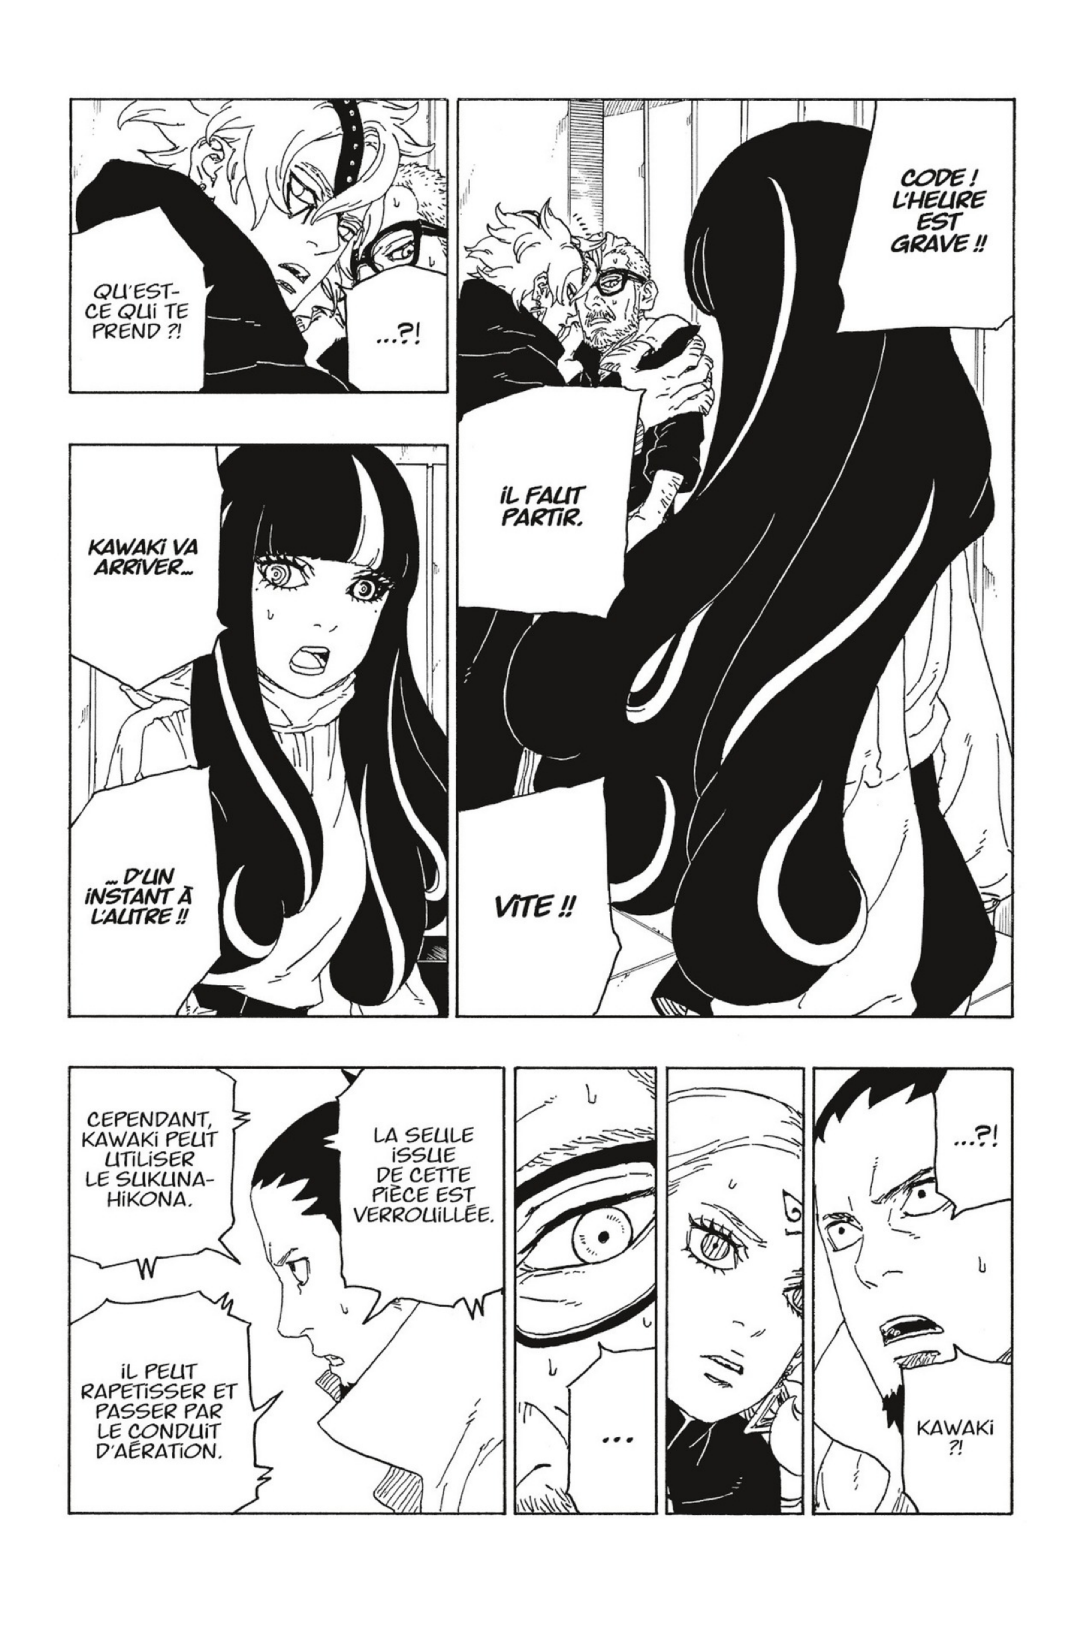 CODE !
L'HEURE
EST
GRAVE !!
IL FAUT
PARTIR.
VITE !!
...?!
QU'EST-
CE QUI TE
PREND ?!
KAWAKI VA
ARRIVER...
... D'UN
INSTANT À
L'AUTRE !!
...?!
KAWAKI
?!
...
LA SEULE
ISSUE
DE CETTE
PIÈCE EST
VERROUILLÉE.
CEPENDANT,
KAWAKI PEUT
UTILISER
LE SUKUNA-
HIKONA.
IL PEUT
RAPETISSER ET
PASSER PAR
LE CONDUIT
D'AÉRATION.